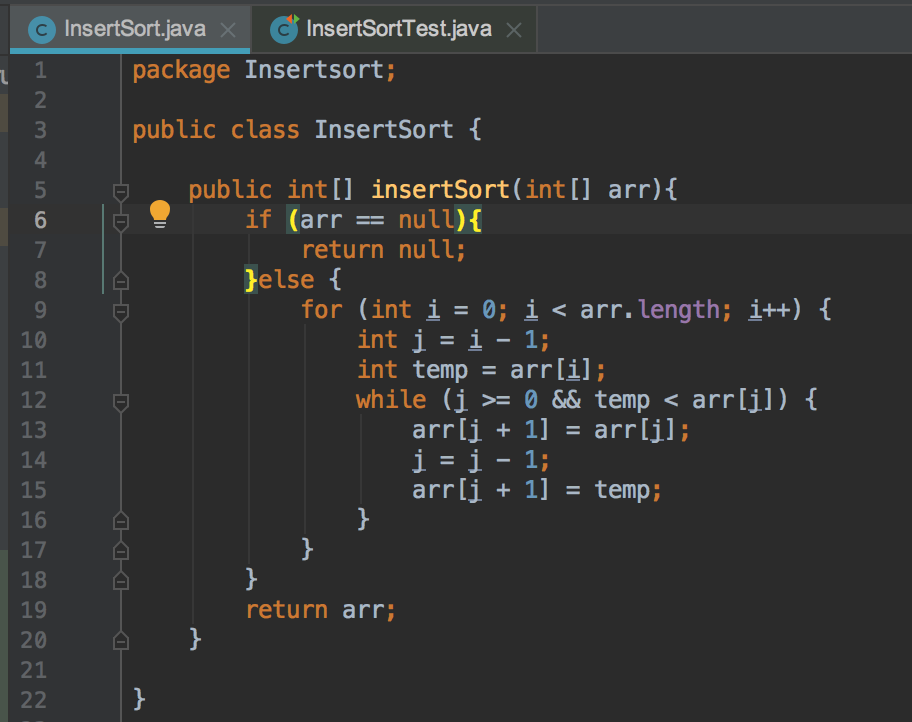 InsertSort.java InsertSortTest.java
1 package Insertsort;
2
3 public class InsertSort {
4
5     public int[] insertSort(int[] arr){
6         if (arr == null){
7             return null;
8         }else {
9             for (int i = 0; i < arr.length; i++) {
10                 int j = i - 1;
11                 int temp = arr[i];
12                 while (j >= 0 && temp < arr[j]) {
13                     arr[j + 1] = arr[j];
14                     j = j - 1;
15                     arr[j + 1] = temp;
16                 }
17             }
18         }
19         return arr;
20     }
21
22 }